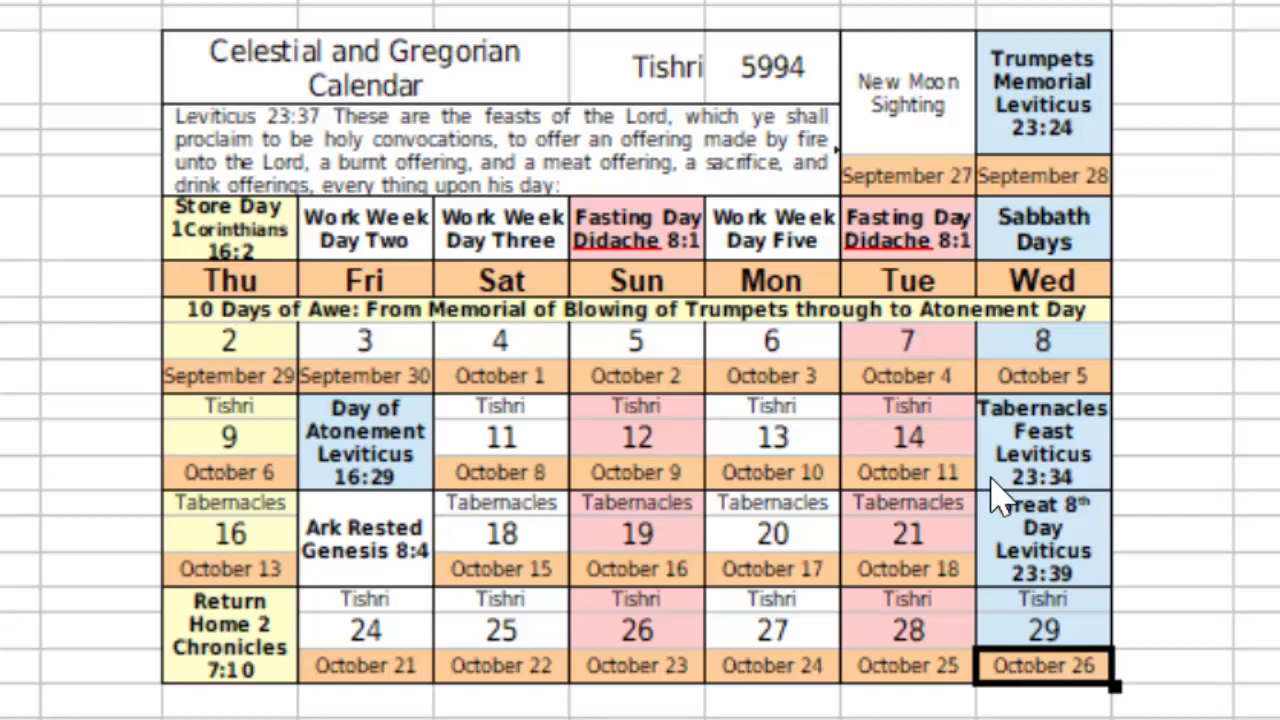 Celestial and Gregorian
Calendar
Tishri 5994
New Moon
Sighting
Trumpets
Memorial
Leviticus
23:24
Leviticus 23:37 These are the feasts of the Lord, which ye shall
proclaim to be holy convocations, to offer an offering made by fire
unto the Lord, a burnt offering, and a meat offering, a sacrifice, and
drink offerings, every thing upon his day:
September 27 September 28
Store Day
1Corinthians
16:2
Work Week
Day Two
Work Week
Day Three
Fasting Day
Didache 8:1
Work Week
Day Five
Fasting Day
Didache 8:1
Sabbath
Days
Thu Fri Sat Sun Mon Tue Wed
10 Days of Awe: From Memorial of Blowing of Trumpets through to Atonement Day
2 3 4 5 6 7 8
September 29 September 30 October 1 October 2 October 3 October 4 October 5
Tishri
9
October 6
Day of
Atonement
Leviticus
16:29
Tishri Tishri Tishri Tishri
11 12 13 14
October 8 October 9 October 10 October 11
Tabernacles
Feast
Leviticus
23:34
Tabernacles
16
October 13
Ark Rested
Genesis 8:4
Tabernacles Tabernacles Tabernacles Tabernacles
18 19 20 21
October 15 October 16 October 17 October 18
8th
Day
Leviticus
23:39
Return
Home 2
Chronicles
7:10
Tishri Tishri Tishri Tishri Tishri Tishri
24 25 26 27 28 29
October 21 October 22 October 23 October 24 October 25 October 26